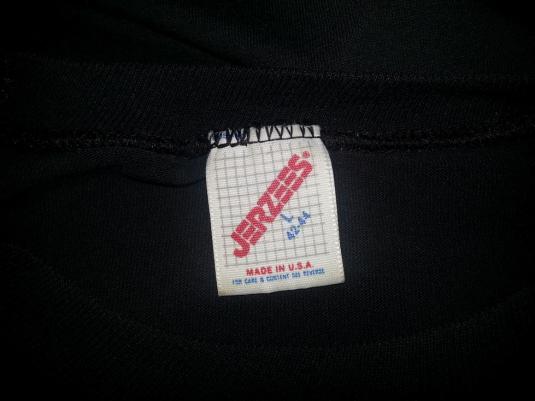 JERZEES®
L
42-44
MADE IN U.S.A.
FOR CARE & CONTENT SEE REVERSE